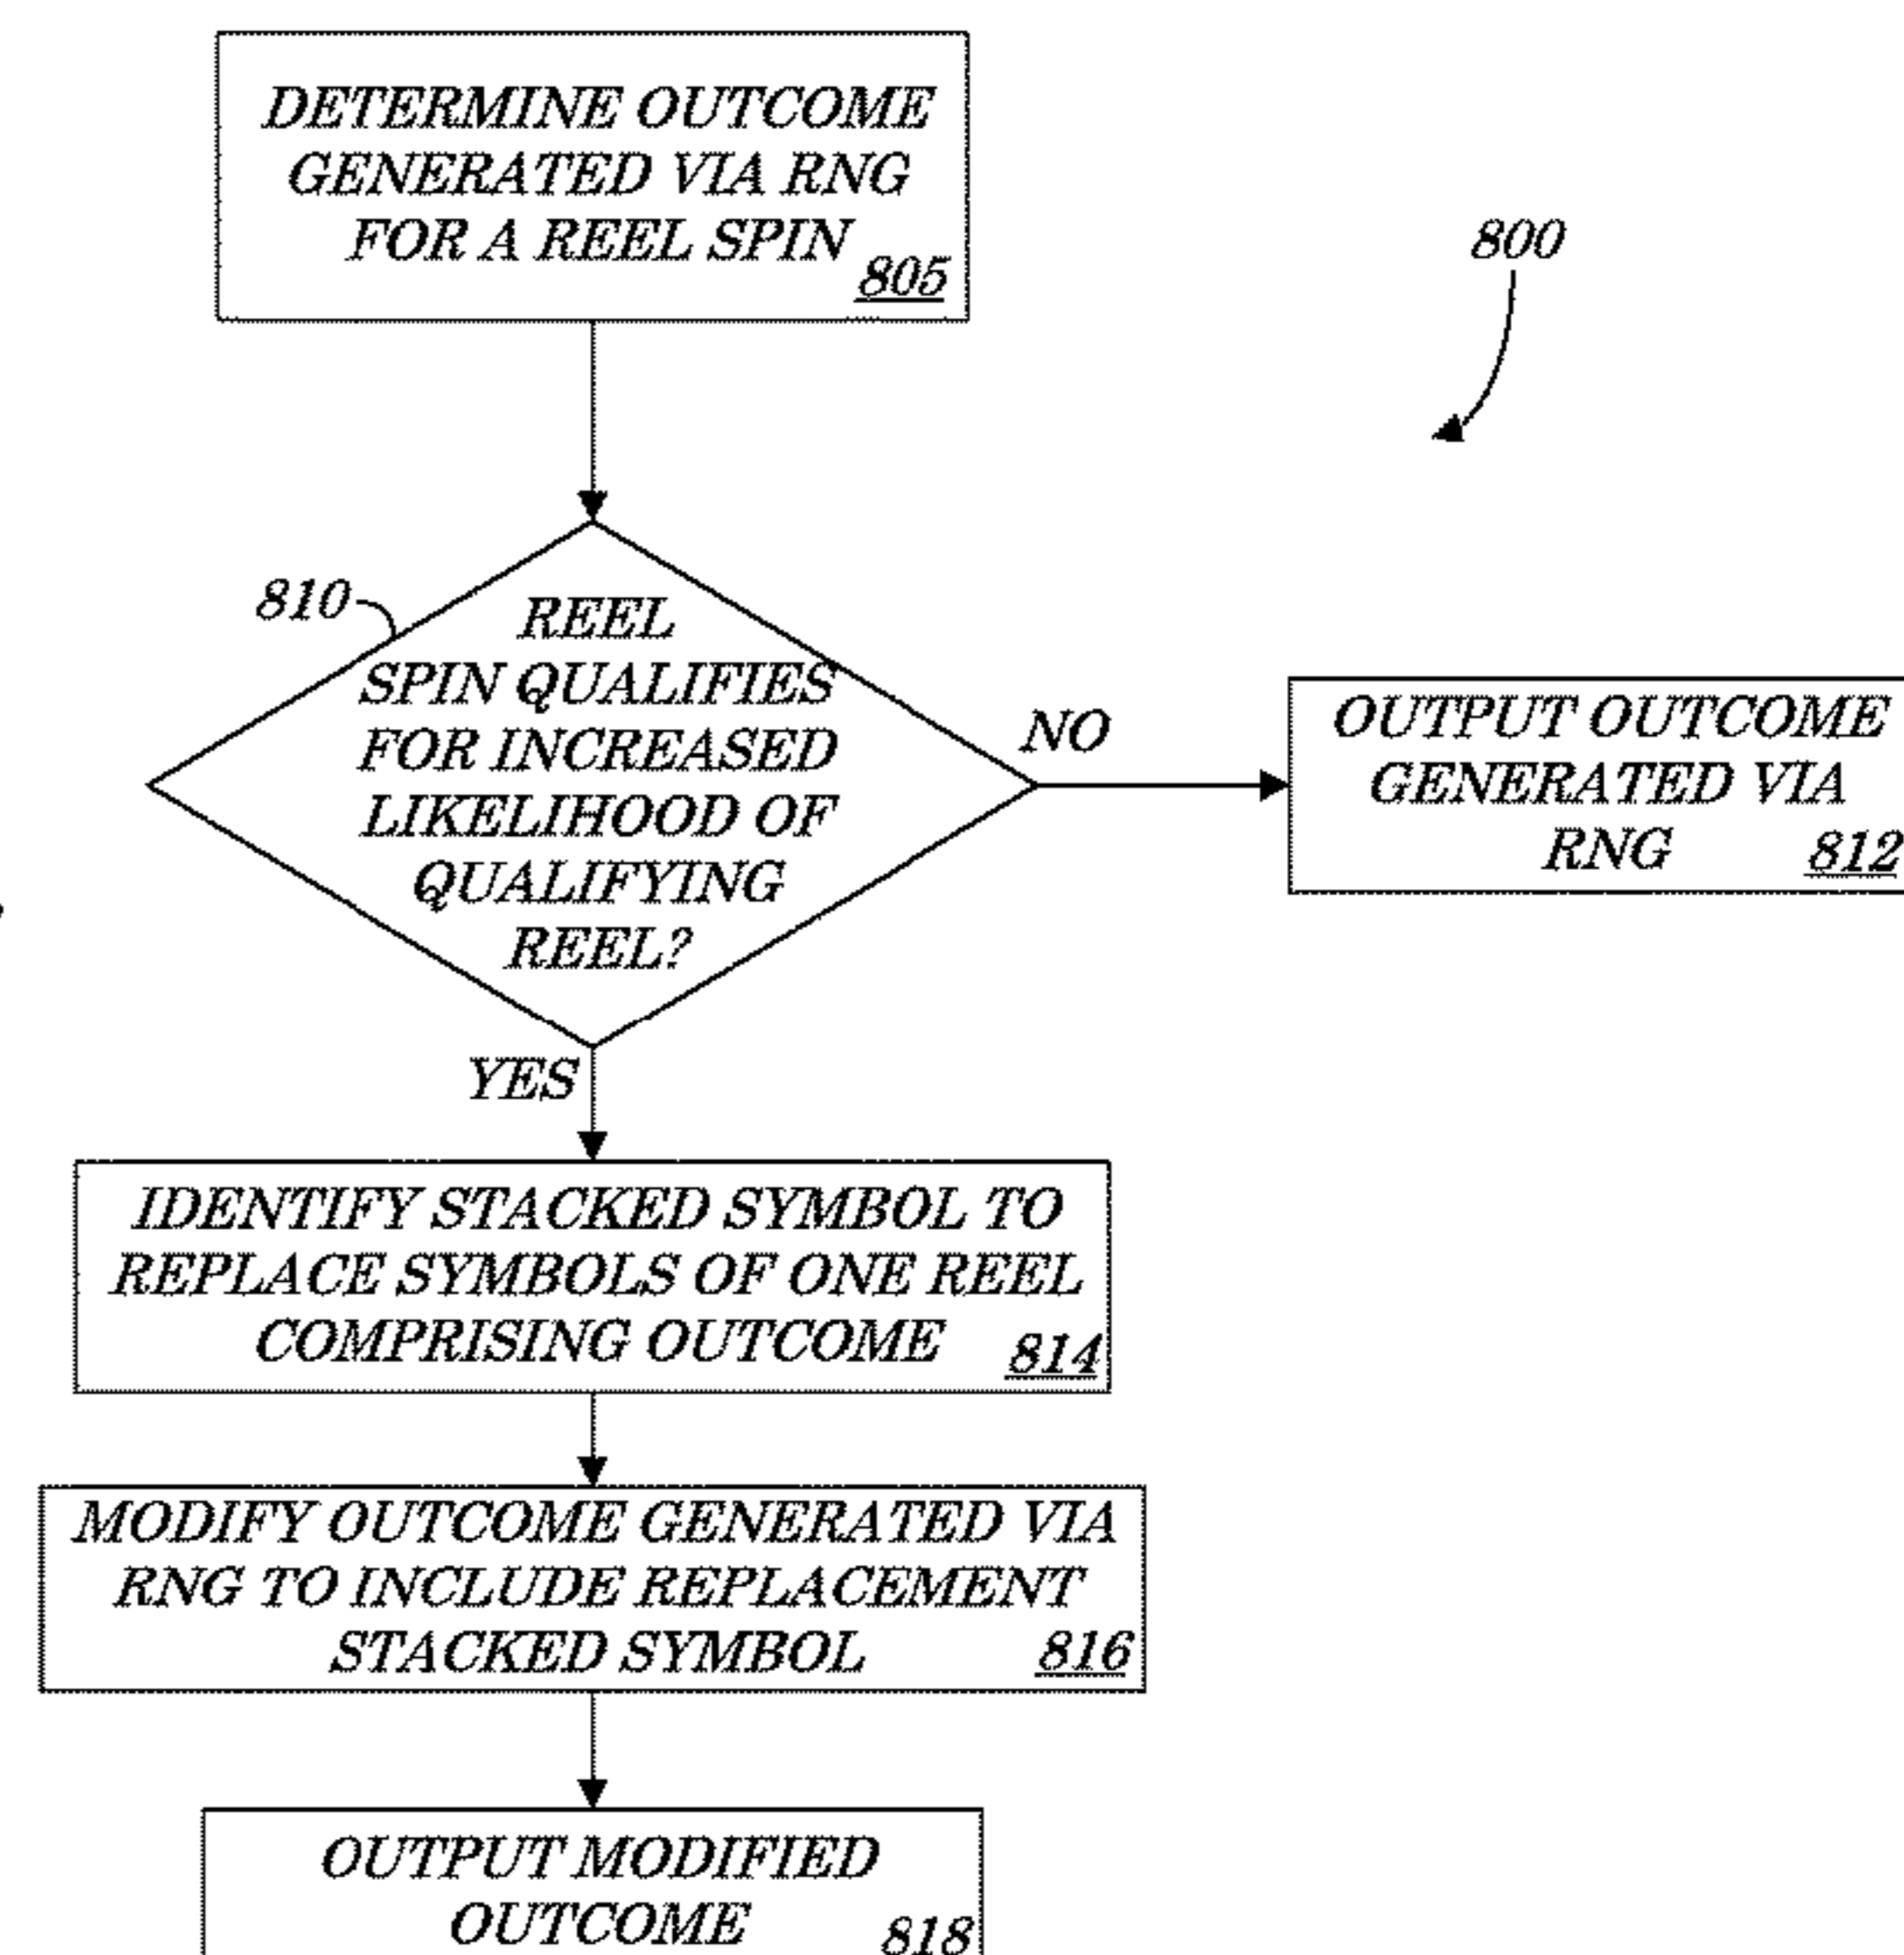 DETERMINE OUTCOME
GENERATED VIA RNG
FOR A REEL SPIN
805
800
810
REEL
SPIN QUALIFIES
FOR INCREASED
LIKELIHOOD OF
QUALIFYING
REEL?
NO
OUTPUT OUTCOME
GENERATED VIA
RNG 812
YES
IDENTIFY STACKED SYMBOL TO
REPLACE SYMBOLS OF ONE REEL
COMPRISING OUTCOME 814
MODIFY OUTCOME GENERATED VIA
RNG TO INCLUDE REPLACEMENT
STACKED SYMBOL 816
OUTPUT MODIFIED
OUTCOME 818